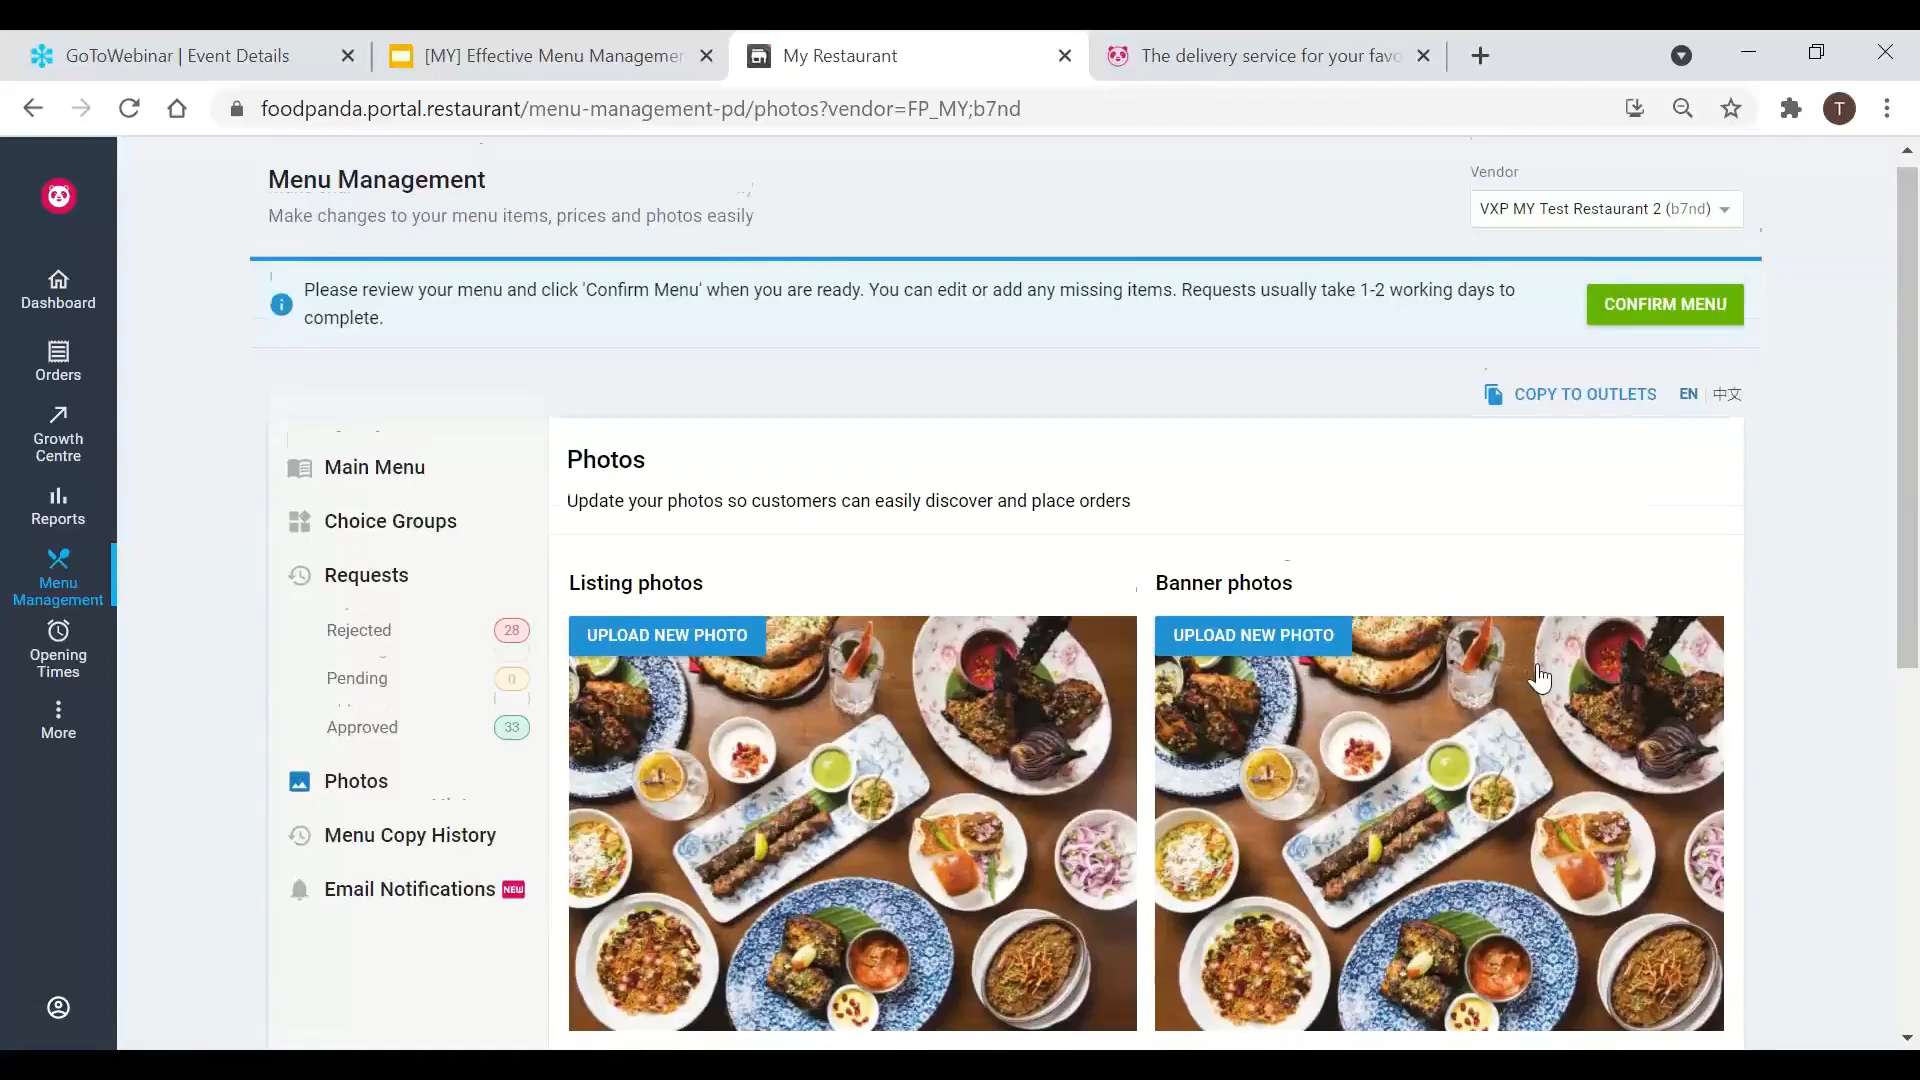 GoToWebinar | Event Details
[MY] Effective Menu Managemen
My Restaurant
The delivery service for your favo
foodpanda.portal.restaurant/menu-management-pd/photos?vendor=FP_MY;b7nd
T
Menu Management
Make changes to your menu items, prices and photos easily
Vendor
VXP MY Test Restaurant 2 (b7nd)
Please review your menu and click 'Confirm Menu' when you are ready. You can edit or add any missing items. Requests usually take 1-2 working days to
complete.
CONFIRM MENU
COPY TO OUTLETS
EN
中文
Dashboard
Orders
Growth
Centre
Reports
Menu
Management
Opening
Times
More
Main Menu
Choice Groups
Requests
Rejected 28
Pending 0
Approved 33
Photos
Menu Copy History
Email Notifications NEW
Photos
Update your photos so customers can easily discover and place orders
Listing photos
UPLOAD NEW PHOTO
Banner photos
UPLOAD NEW PHOTO